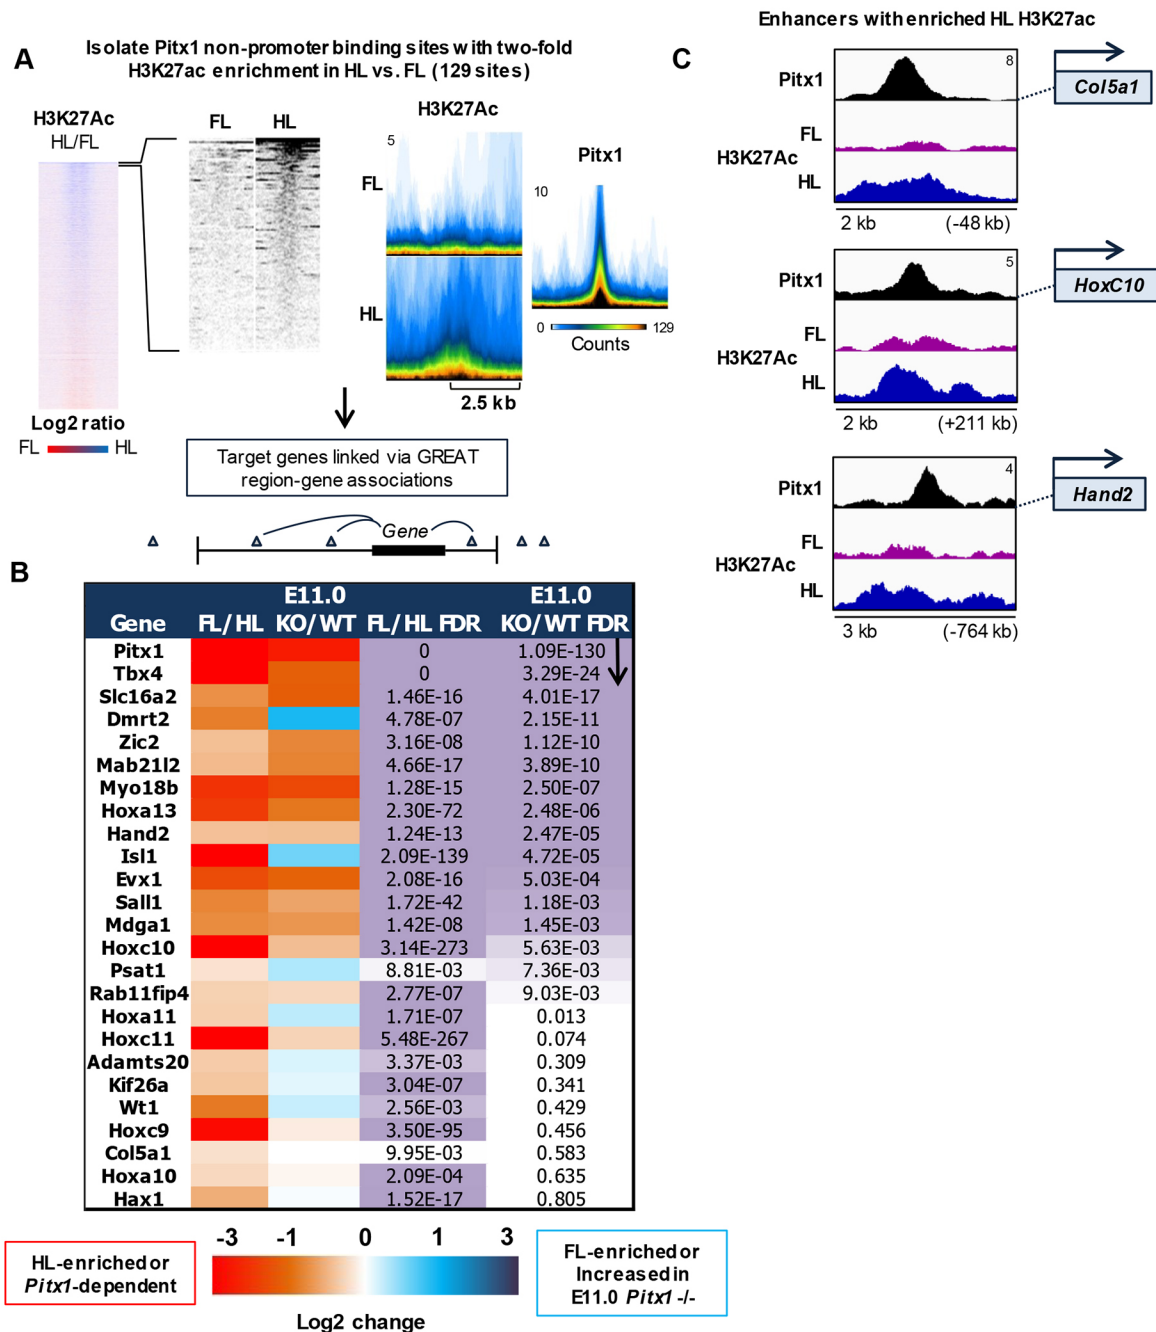 A
Isolate Pitx1 non-promoter binding sites with two-fold
H3K27ac enrichment in HL vs. FL (129 sites)
H3K27Ac
HL/FL
FL HL
H3K27Ac
5
FL
HL
2.5 kb
Pitx1
10
0 129
Counts
Log2 ratio
FL HL
Target genes linked via GREAT
region-gene associations
Gene
B
E11.0 E11.0
Gene FL/HL KO/WT FL/HL FDR KO/WT FDR
Pitx1 0 1.09E-130
Tbx4 0 3.29E-24
Slc16a2 1.46E-16 4.01E-17
Dmrt2 4.78E-07 2.15E-11
Zic2 3.16E-08 1.12E-10
Mab21l2 4.66E-17 3.89E-10
Myo18b 1.28E-15 2.50E-07
Hoxa13 2.30E-72 2.48E-06
Hand2 1.24E-13 2.47E-05
Isl1 2.09E-139 4.72E-05
Evx1 2.08E-16 5.03E-04
Sall1 1.72E-42 1.18E-03
Mdga1 1.42E-08 1.45E-03
Hoxc10 3.14E-273 5.63E-03
Psat1 8.81E-03 7.36E-03
Rab11fip4 2.77E-07 9.03E-03
Hoxa11 1.71E-07 0.013
Hoxc11 5.48E-267 0.074
Adamts20 3.37E-03 0.309
Kif26a 3.04E-07 0.341
Wt1 2.56E-03 0.429
Hoxc9 3.50E-95 0.456
Col5a1 9.95E-03 0.583
Hoxa10 2.09E-04 0.635
Hax1 1.52E-17 0.805
HL-enriched or
Pitx1-dependent
-3 -1 0 1 3
Log2 change
FL-enriched or
Increased in
E11.0 Pitx1 -/-
C
Enhancers with enriched HL H3K27ac
Pitx1
8
Col5a1
FL
H3K27Ac
HL
2 kb (-48 kb)
Pitx1
5
HoxC10
FL
H3K27Ac
HL
2 kb (+211 kb)
Pitx1
4
Hand2
FL
H3K27Ac
HL
3 kb (-764 kb)